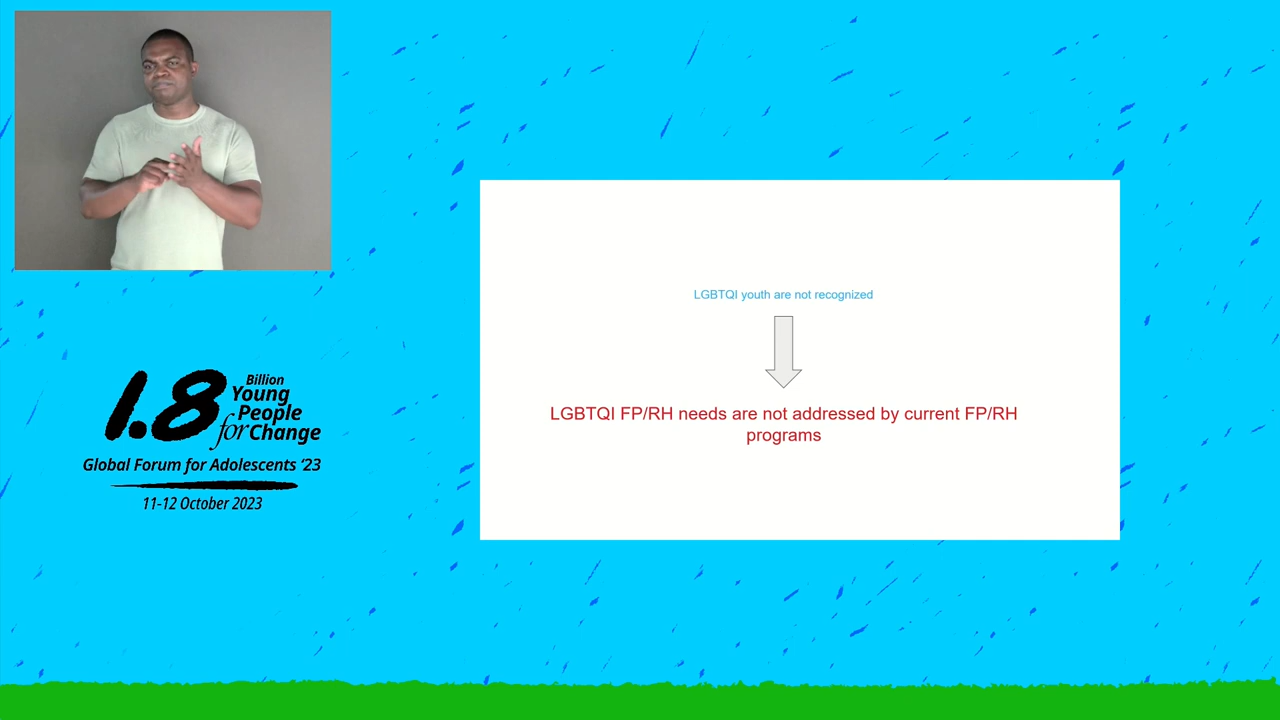 1.8 Billion
Young
People
for Change
Global Forum for Adolescents ‘23
11-12 October 2023
LGBTQI youth are not recognized
LGBTQI FP/RH needs are not addressed by current FP/RH
programs